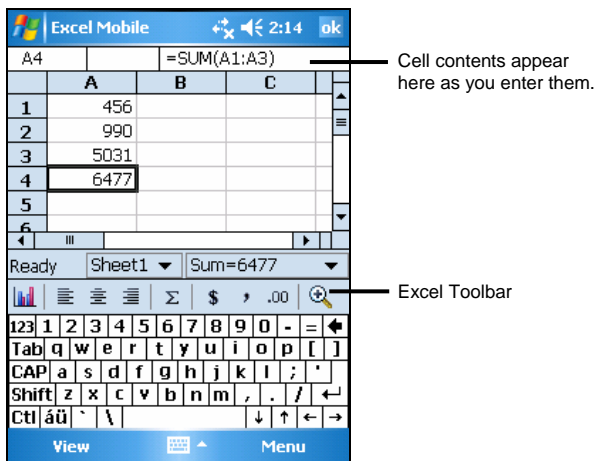 Excel Mobile 2:14 ok
A4 =SUM(A1:A3)
Cell contents appear
here as you enter them.
A B C
1 456
2 990
3 5031
4 6477
5
6
Ready Sheet1 Sum=6477
Σ $ , .00
Excel Toolbar
123 1 2 3 4 5 6 7 8 9 0 - =
Tab q w e r t y u i o p [ ]
CAP a s d f g h j k l ; '
Shift z x c v b n m , . /
Ctl áü ` \ ↓ ↑ ← →
View Menu